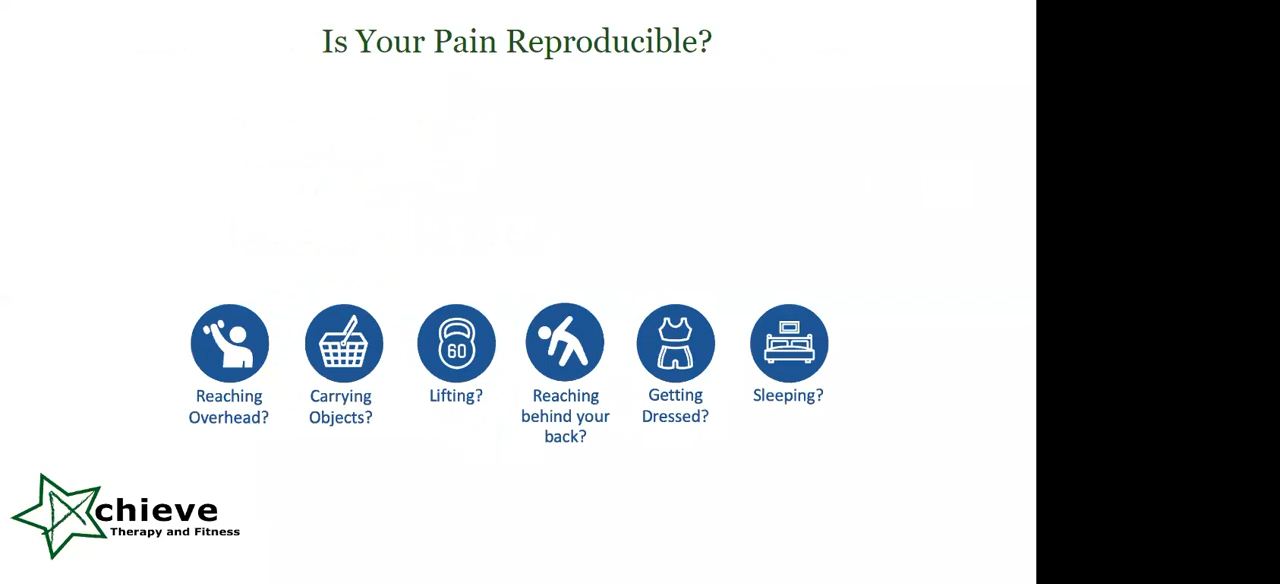 Is Your Pain Reproducible?
60
Reaching
Overhead?
Carrying
Objects?
Lifting?
Reaching
behind your
back?
Getting
Dressed?
Sleeping?
chieve
Therapy and Fitness